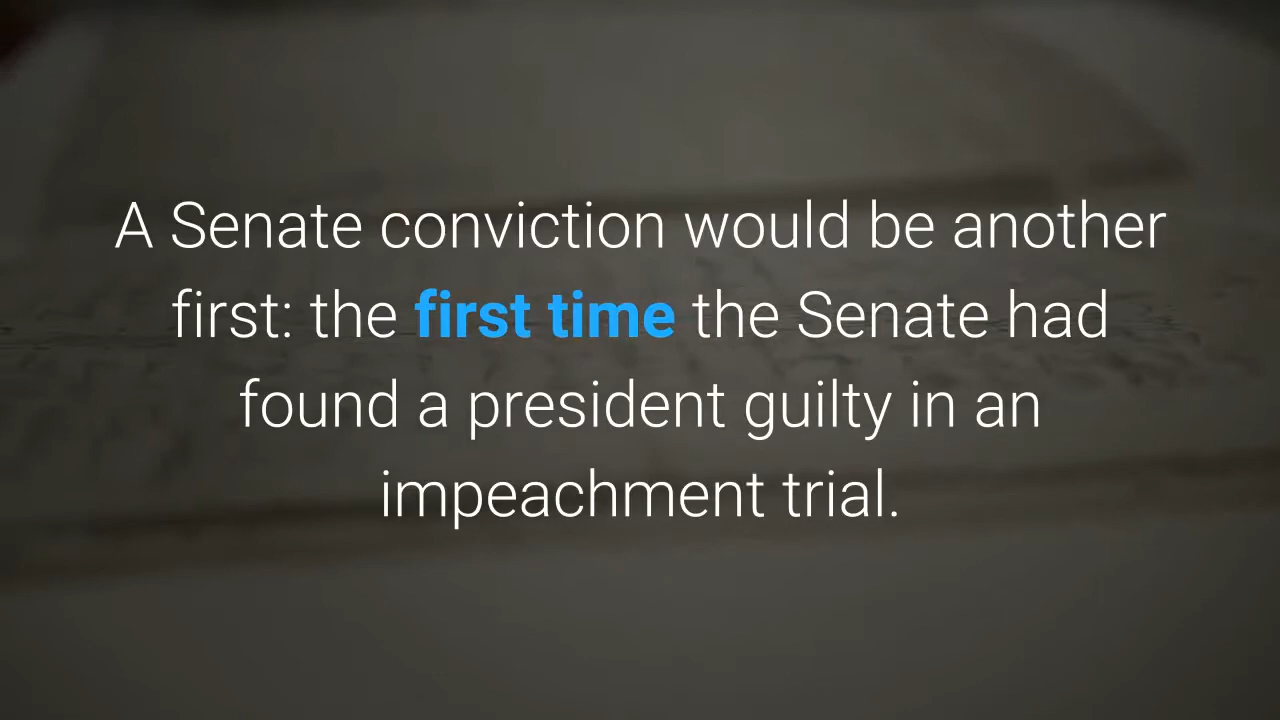 A Senate conviction would be another
first: the first time the Senate had
found a president guilty in an
impeachment trial.